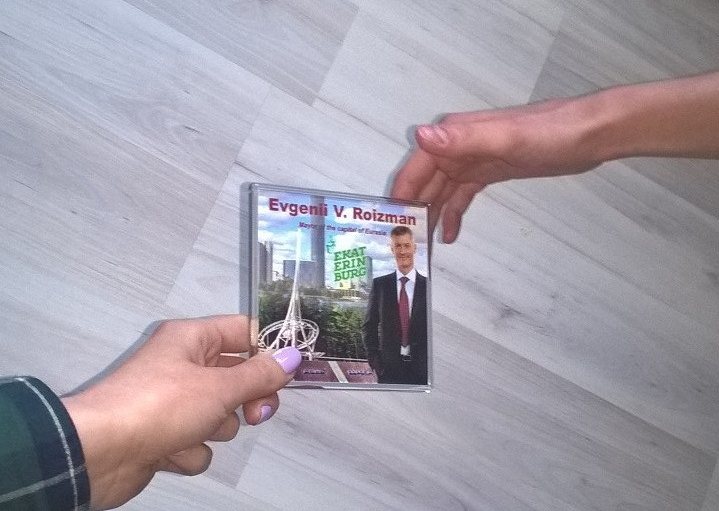 Evgenii V. Roizman
Mayor of the capital of Eurasia
EKAT
ERIN
BURG